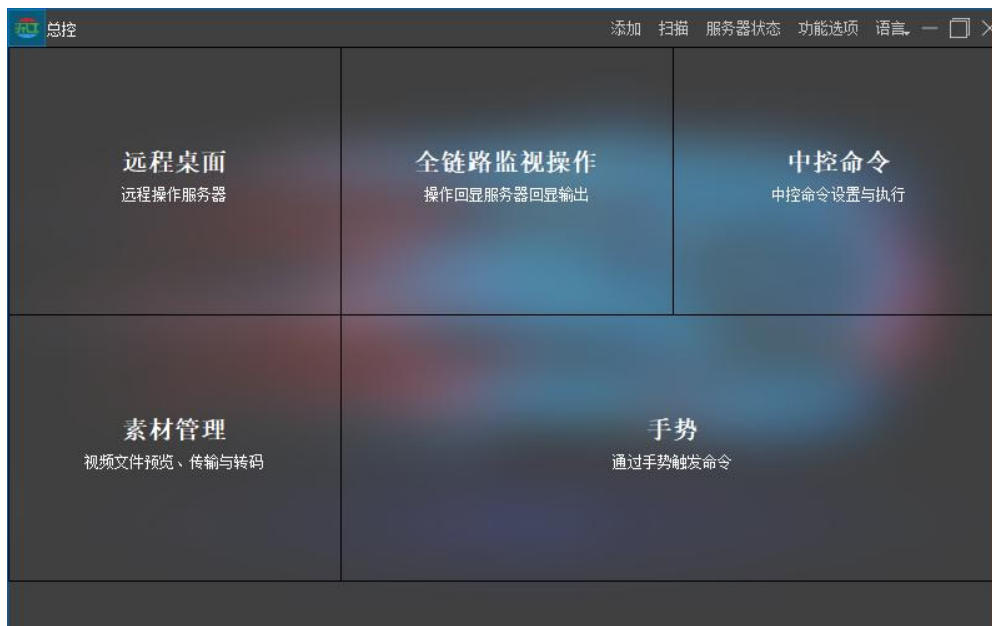 总控 添加 扫描 服务器状态 功能选项 语言
远程桌面 全链路监视操作 中控命令
远程操作服务器 操作回显服务器回显输出 中控命令设置与执行
素材管理 手势
视频文件预览、传输与转码 通过手势触发命令